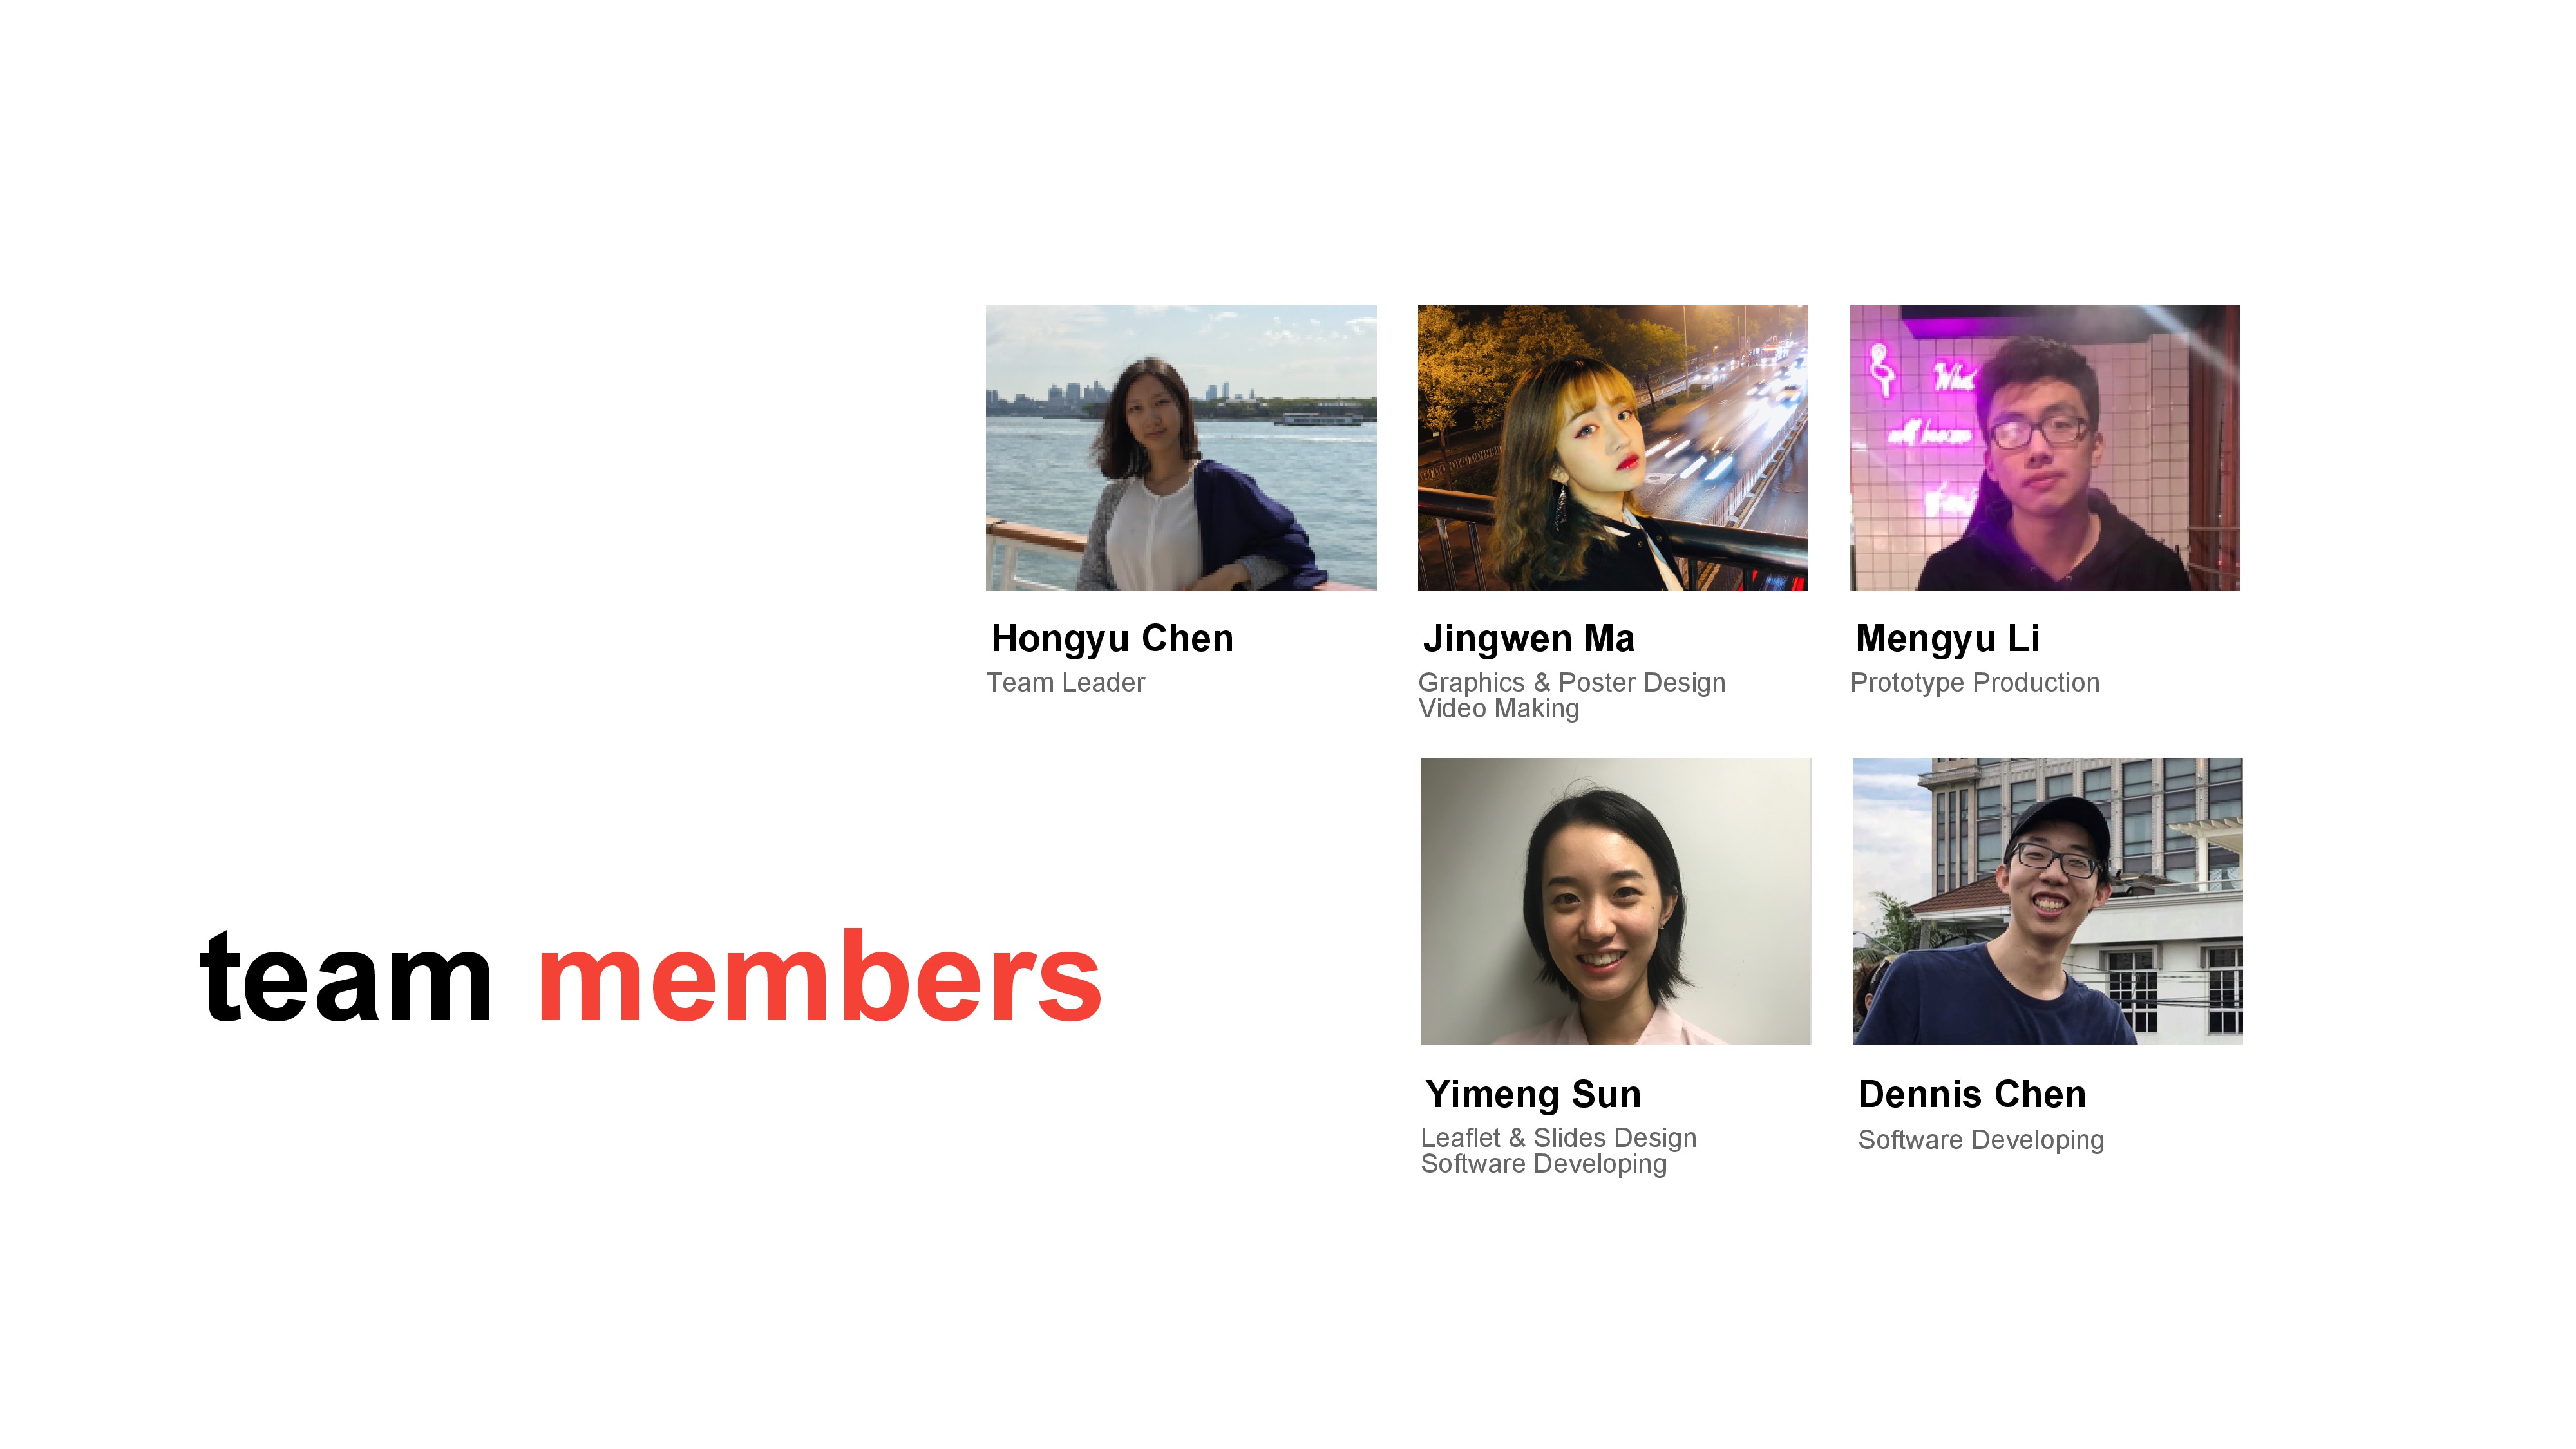 Hongyu Chen
Team Leader
Jingwen Ma
Graphics & Poster Design
Video Making
Mengyu Li
Prototype Production
What
team members
Yimeng Sun
Leaflet & Slides Design
Software Developing
Dennis Chen
Software Developing